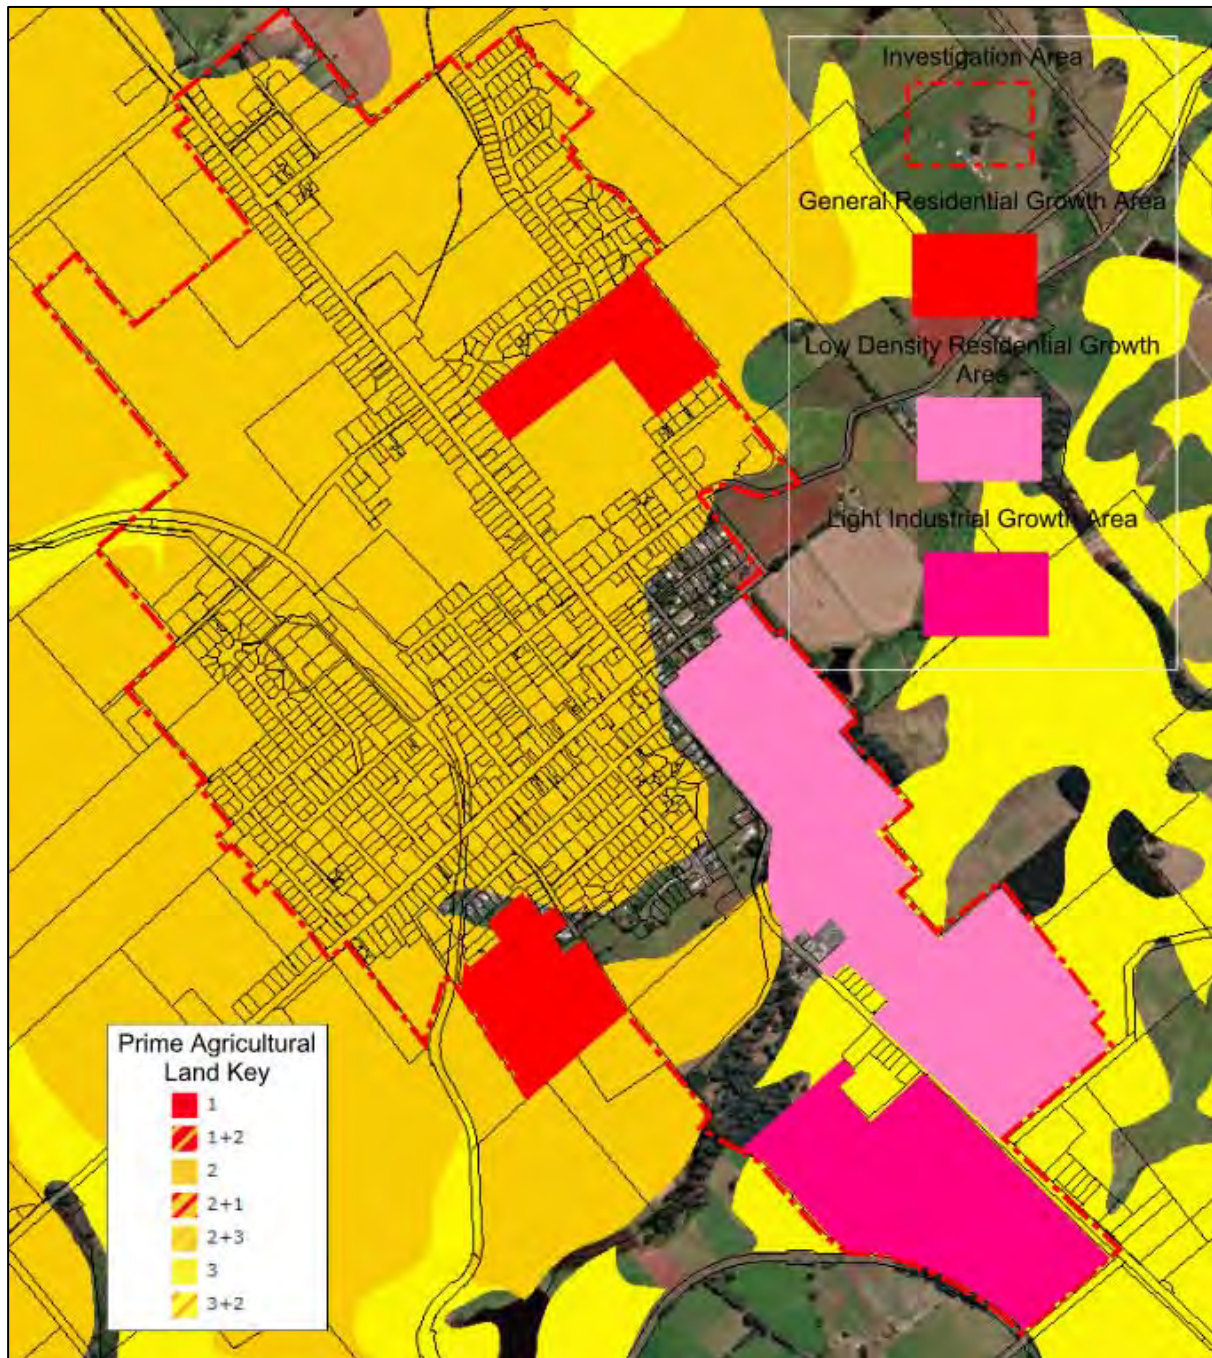 Investigation Area
General Residential Growth Area
Low Density Residential Growth
Area
Light Industrial Growth Area
Prime Agricultural
Land Key
1
1+2
2
2+1
2+3
3
3+2